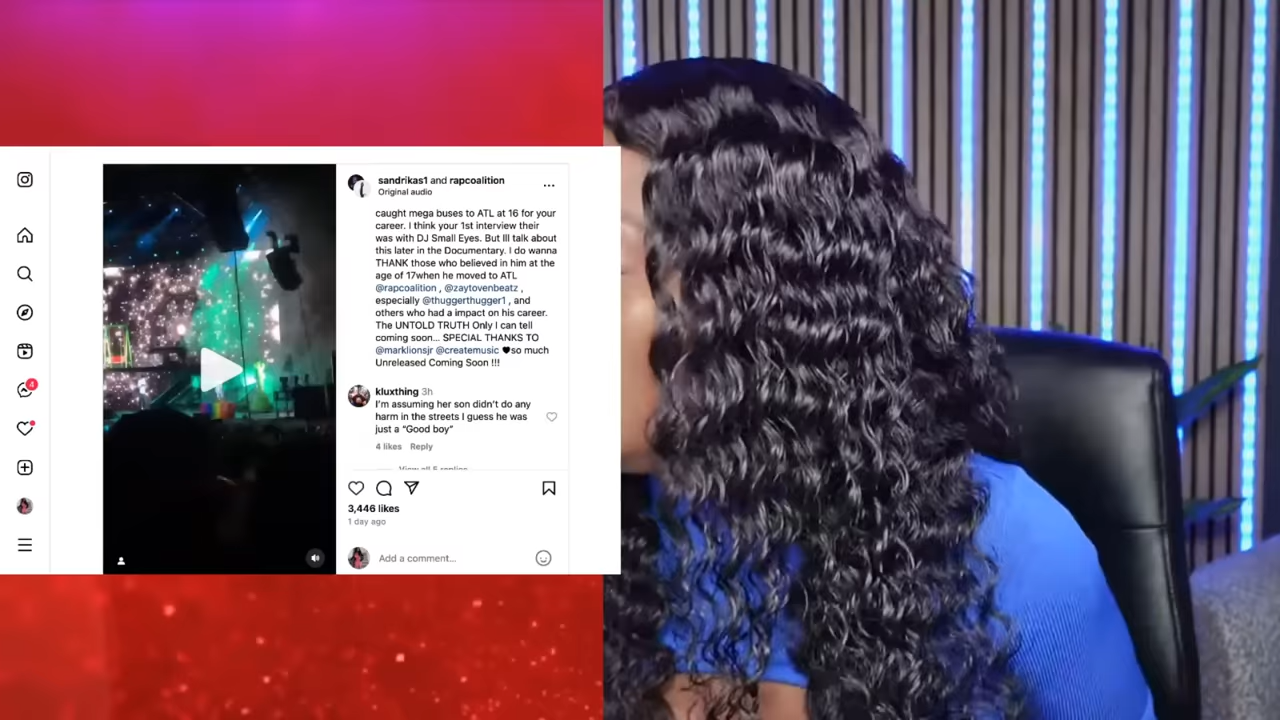 sandrikas1 and rapcoalition
Original audio
caught mega buses to ATL at 16 for your
career. I think your 1st interview their
was with DJ Small Eyes. But Ill talk about
this later in the Documentary. I do wanna
THANK those who believed in him at the
age of 17when he moved to ATL
@rapcoalition , @zaytovenbeatz ,
especially @thuggerthugger1 , and
others who had a impact on his career.
The UNTOLD TRUTH Only I can tell
coming soon... SPECIAL THANKS TO
@marklionsjr @createmusic 🖤so much
Unreleased Coming Soon !!!
kluxthing 3h
I'm assuming her son didn't do any
harm in the streets I guess he was
just a “Good boy”
4 likes Reply
View all 5 replies
4
3,446 likes
1 day ago
Add a comment...